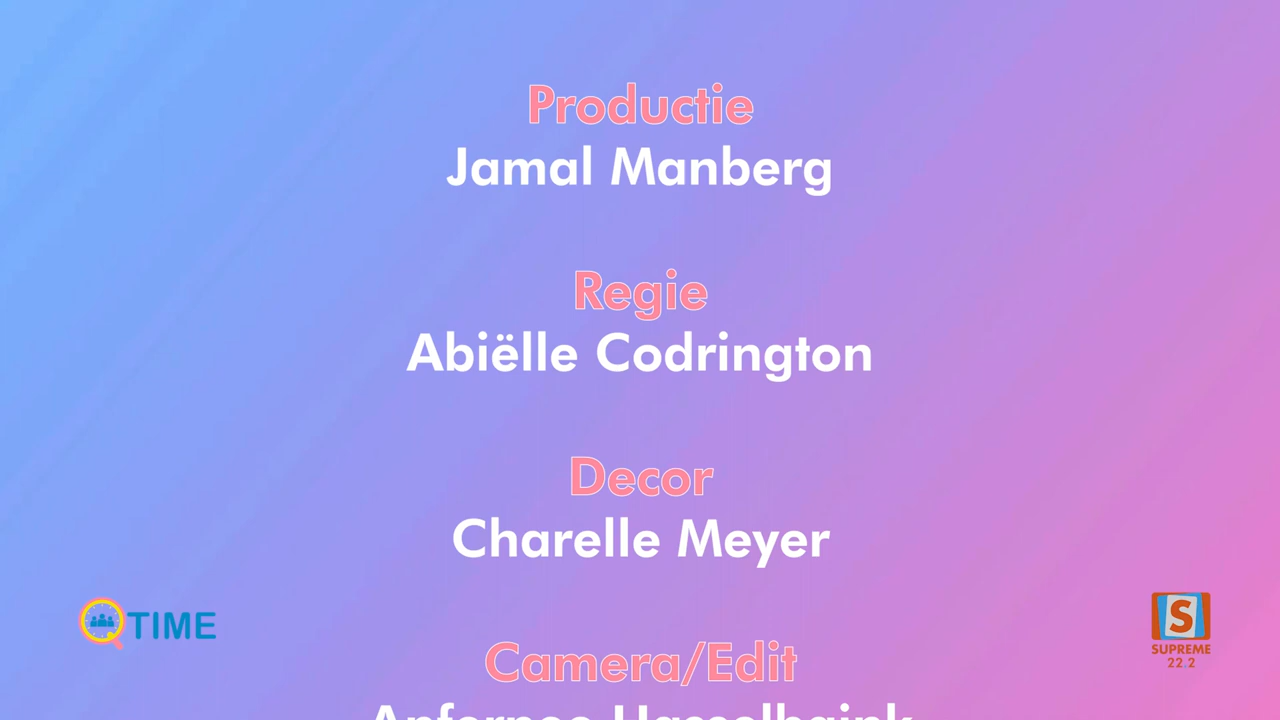 Productie
Jamal Manberg
Regie
Abiëlle Codrington
Decor
Charelle Meyer
TIME
S
SUPREME
22.2
Camera/Edit